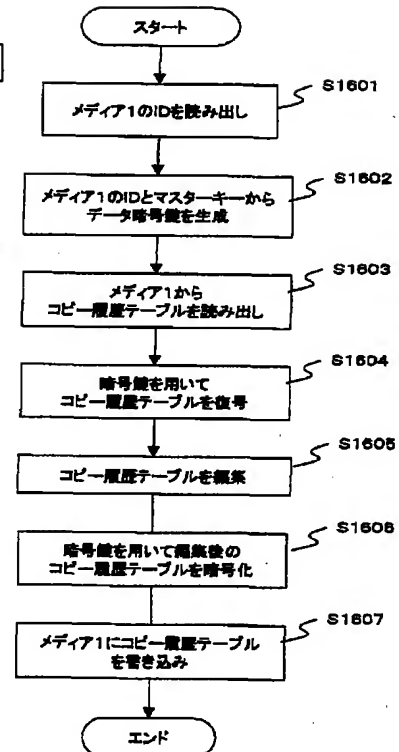 スタート
メディア1のIDを読み出し
S1601
メディア1のIDとマスターキーから
データ暗号鍵を生成
S1602
メディア1から
コピー履歴テーブルを読み出し
S1603
暗号鍵を用いて
コピー履歴テーブルを復号
S1604
コピー履歴テーブルを編集
S1605
暗号鍵を用いて編集後の
コピー履歴テーブルを暗号化
S1606
メディア1にコピー履歴テーブル
を書き込み
S1607
エンド